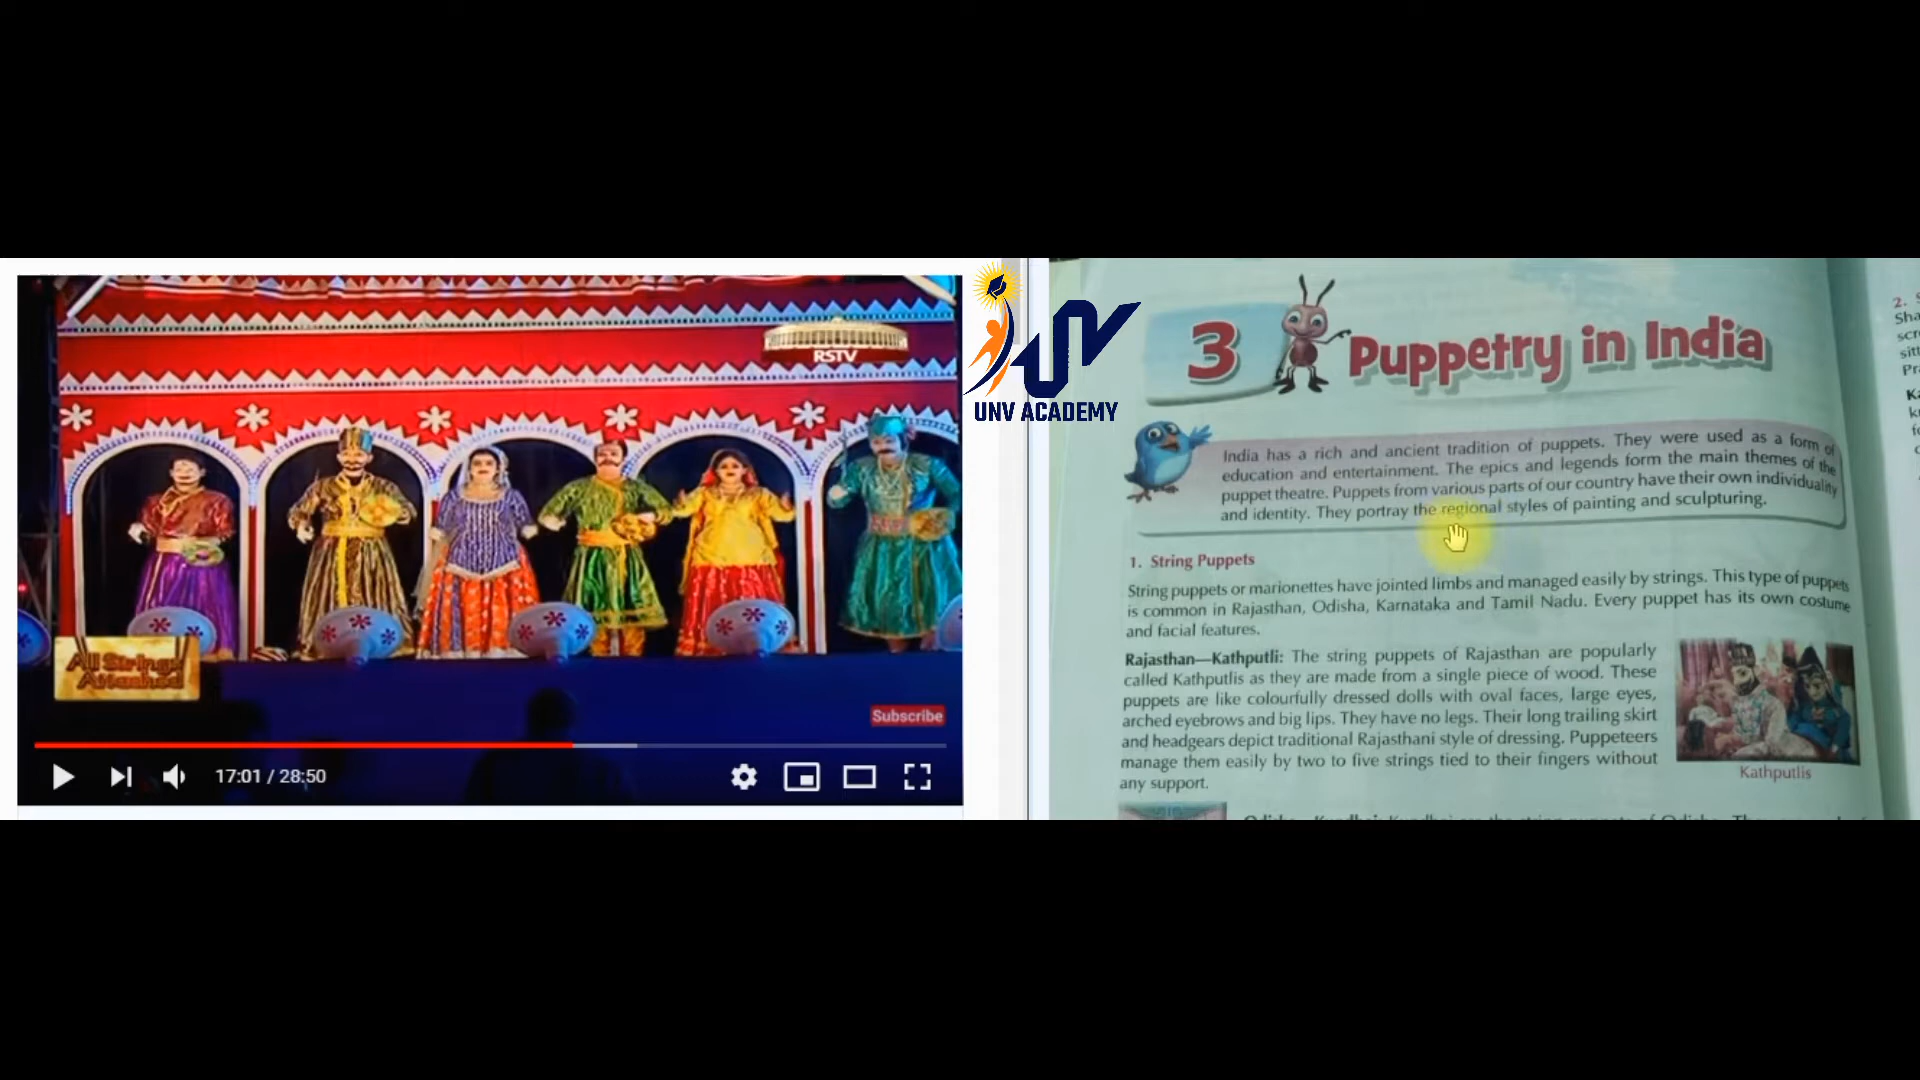 RSTV
All Strings
Attached
Subscribe
17:01 / 28:50
UNV ACADEMY
3
Puppetry in India
India has a rich and ancient tradition of puppets. They were used as a form of
education and entertainment. The epics and legends form the main themes of the
puppet theatre. Puppets from various parts of our country have their own individuality
and identity. They portray the regional styles of painting and sculpturing.
1. String Puppets
String puppets or marionettes have jointed limbs and managed easily by strings. This type of puppets
is common in Rajasthan, Odisha, Karnataka and Tamil Nadu. Every puppet has its own costume
and facial features.
Rajasthan—Kathputli: The string puppets of Rajasthan are popularly
called Kathputlis as they are made from a single piece of wood. These
puppets are like colourfully dressed dolls with oval faces, large eyes,
arched eyebrows and big lips. They have no legs. Their long trailing skirt
and headgears depict traditional Rajasthani style of dressing. Puppeteers
manage them easily by two to five strings tied to their fingers without
any support.
Kathputlis
2.